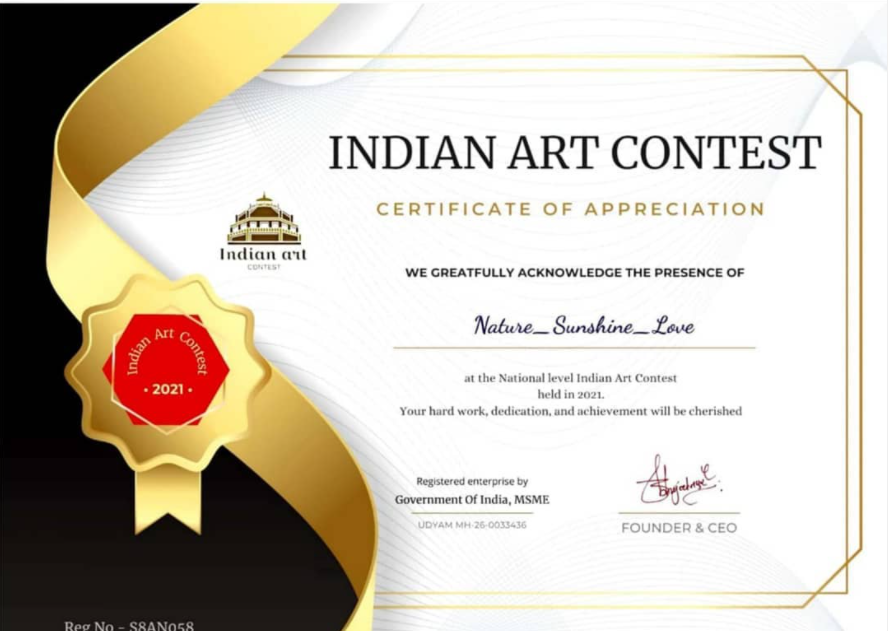 INDIAN ART CONTEST
CERTIFICATE OF APPRECIATION
Indian art
CONTEST
WE GREATFULLY ACKNOWLEDGE THE PRESENCE OF
Nature_Sunshine_Love
Indian Art Contest
• 2021 •
at the National level Indian Art Contest
held in 2021.
Your hard work, dedication, and achievement will be cherished
Registered enterprise by
Government Of India, MSME
UDYAM MH-26-0033436
FOUNDER & CEO
Reg No - S8AN058